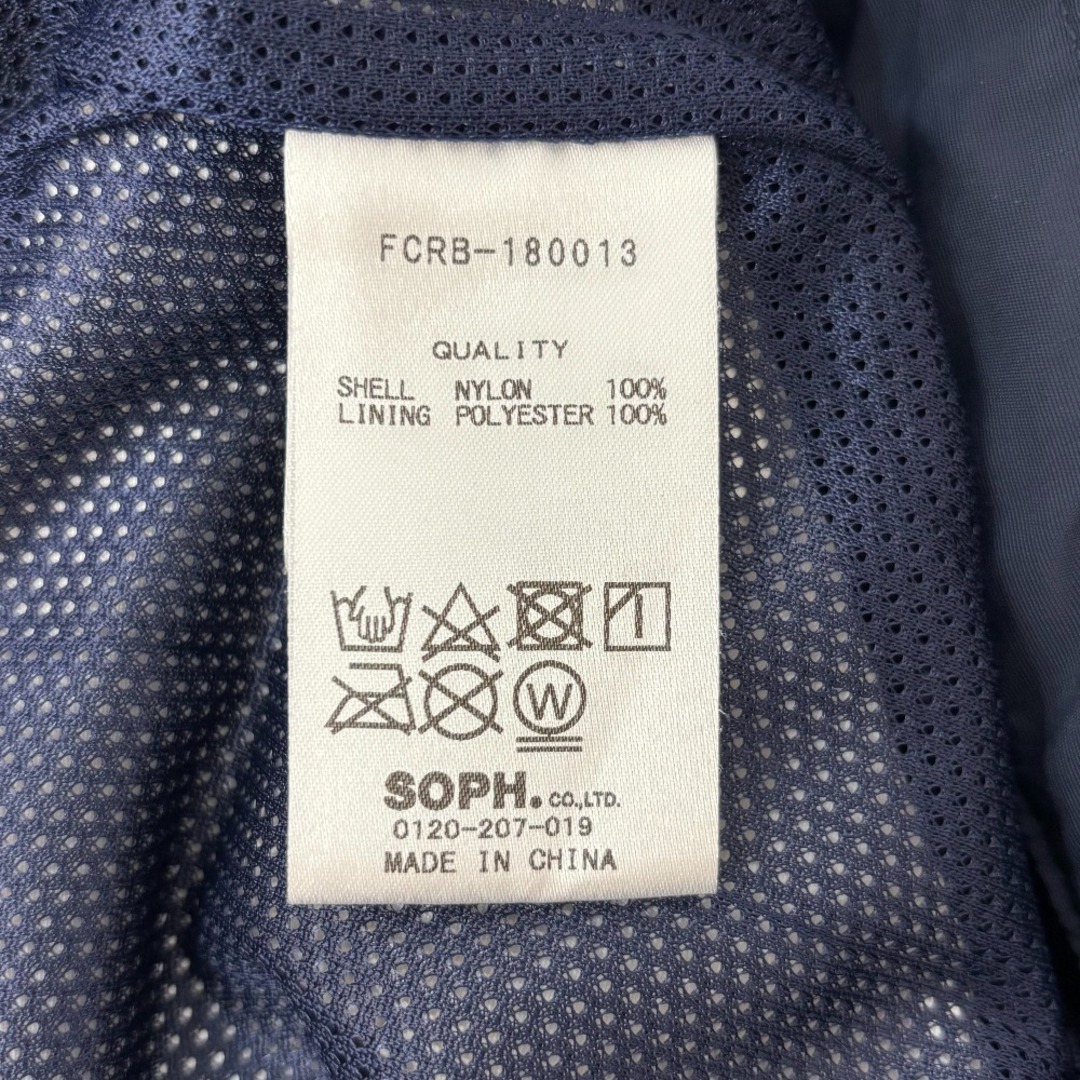 FCRB-180013
QUALITY
SHELL NYLON 100%
LINING POLYESTER 100%
W
SOPH. CO.,LTD.
0120-207-019
MADE IN CHINA